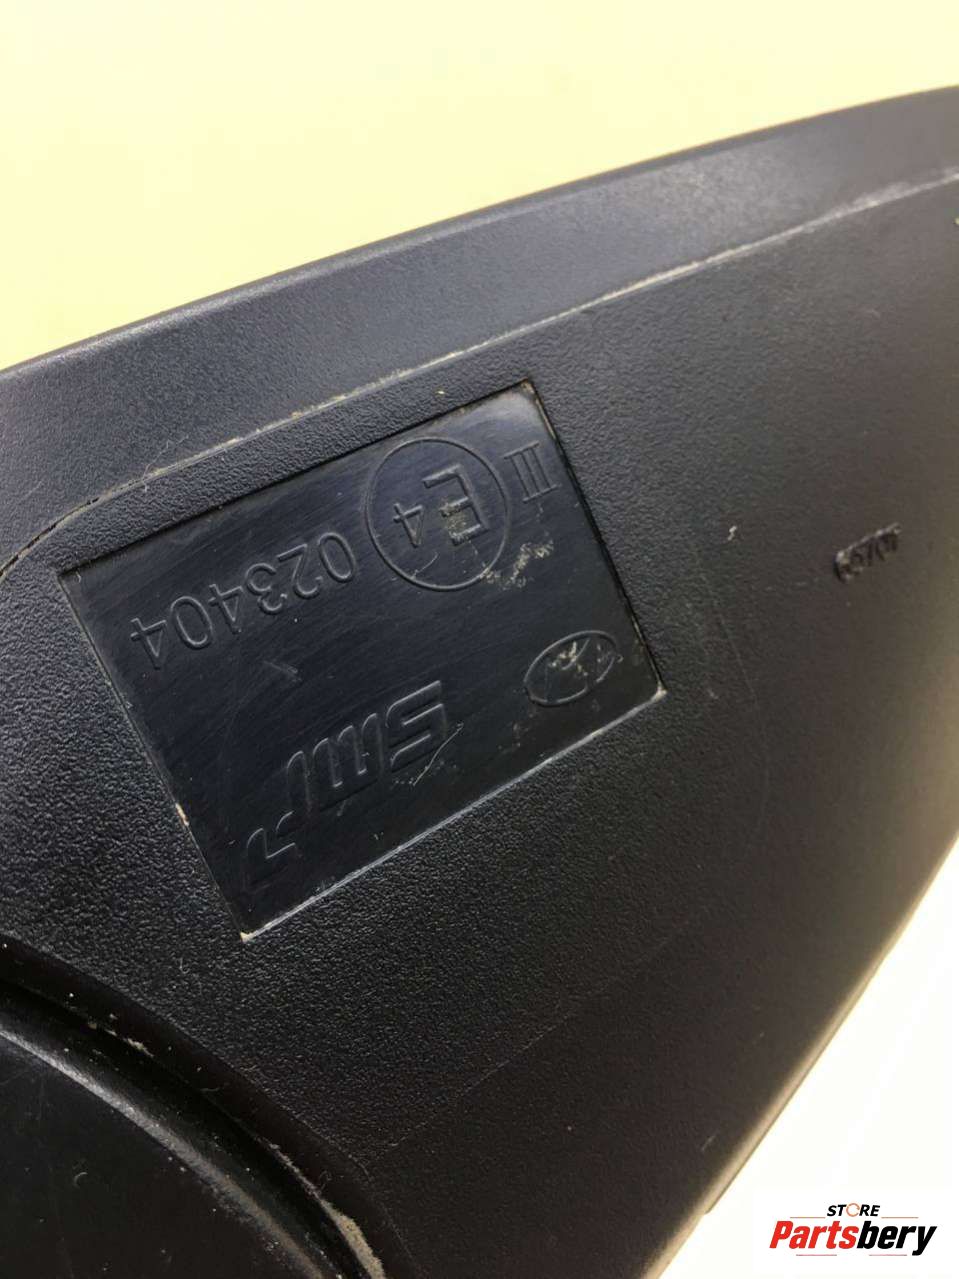 III E4 023404
SMR
STORE
Partsbery